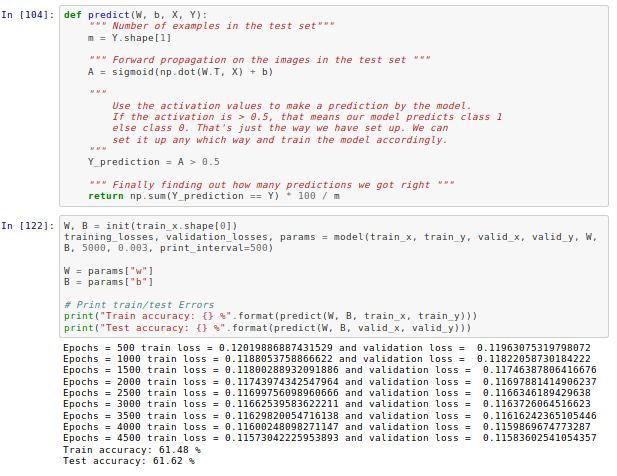 In [104]: def predict(W, b, X, Y):
""" Number of examples in the test set"""
m = Y.shape[1]
""" Forward propagation on the images in the test set """
A = sigmoid(np.dot(W.T, X) + b)
"""
Use the activation values to make a prediction by the model.
If the activation is > 0.5, that means our model predicts class 1
else class 0. That's just the way we have set up. We can
set it up any which way and train the model accordingly.
"""
Y_prediction = A > 0.5
""" Finally finding out how many predictions we got right """
return np.sum(Y_prediction == Y) * 100 / m
In [122]: W, B = init(train_x.shape[0])
training_losses, validation_losses, params = model(train_x, train_y, valid_x, valid_y, W,
B, 5000, 0.003, print_interval=500)
W = params["w"]
B = params["b"]
# Print train/test Errors
print("Train accuracy: {} %".format(predict(W, B, train_x, train_y)))
print("Test accuracy: {} %".format(predict(W, B, valid_x, valid_y)))
Epochs = 500 train loss = 0.12019886887431529 and validation loss =  0.11963075319798072
Epochs = 1000 train loss = 0.1188053758866622 and validation loss =  0.11822058730184222
Epochs = 1500 train loss = 0.11800288932091886 and validation loss =  0.11746387806416676
Epochs = 2000 train loss = 0.11743974342547964 and validation loss =  0.11697881414906237
Epochs = 2500 train loss = 0.11699756098960666 and validation loss =  0.1166346189429638
Epochs = 3000 train loss = 0.11662539583622211 and validation loss =  0.1163726064516623
Epochs = 3500 train loss = 0.11629820054716138 and validation loss =  0.11616242365105446
Epochs = 4000 train loss = 0.11600248098271147 and validation loss =  0.1159869674773287
Epochs = 4500 train loss = 0.11573042225953893 and validation loss =  0.11583602541054357
Train accuracy: 61.48 %
Test accuracy: 61.62 %